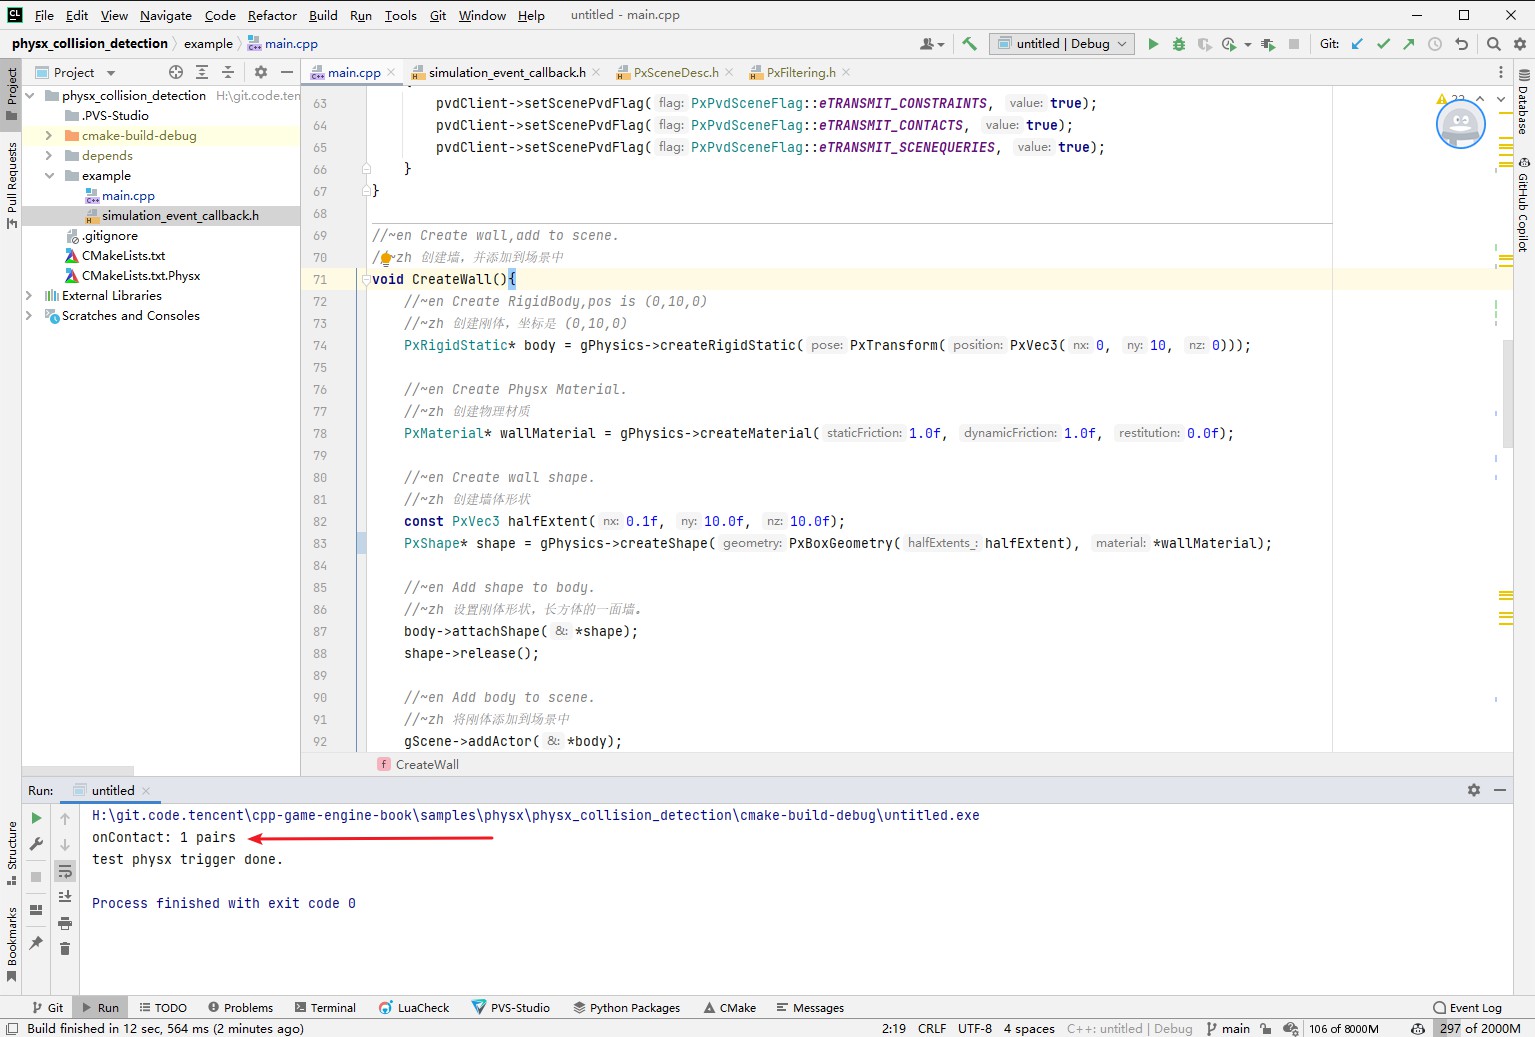 File Edit View Navigate Code Refactor Build Run Tools Git Window Help untitled - main.cpp
physx_collision_detection example main.cpp untitled | Debug Git:
Project main.cpp simulation_event_callback.h PxSceneDesc.h PxFiltering.h
Project
Pull Requests
Structure
Bookmarks
Database
GitHub Copilot
physx_collision_detection H:\git.code.ten
.PVS-Studio
cmake-build-debug
depends
example
main.cpp
simulation_event_callback.h
.gitignore
CMakeLists.txt
CMakeLists.txt.Physx
External Libraries
Scratches and Consoles
63 pvdClient->setScenePvdFlag( flag: PxPvdSceneFlag::eTRANSMIT_CONSTRAINTS, value: true);
64 pvdClient->setScenePvdFlag( flag: PxPvdSceneFlag::eTRANSMIT_CONTACTS, value: true);
65 pvdClient->setScenePvdFlag( flag: PxPvdSceneFlag::eTRANSMIT_SCENEQUERIES, value: true);
66 }
67 }
68
69 //~en Create wall,add to scene.
70 /~zh 创建墙，并添加到场景中
71 void CreateWall(){
72 //~en Create RigidBody,pos is (0,10,0)
73 //~zh 创建刚体，坐标是 (0,10,0)
74 PxRigidStatic* body = gPhysics->createRigidStatic( pose: PxTransform( position: PxVec3( nx: 0, ny: 10, nz: 0)));
75
76 //~en Create Physx Material.
77 //~zh 创建物理材质
78 PxMaterial* wallMaterial = gPhysics->createMaterial( staticFriction: 1.0f, dynamicFriction: 1.0f, restitution: 0.0f);
79
80 //~en Create wall shape.
81 //~zh 创建墙体形状
82 const PxVec3 halfExtent( nx: 0.1f, ny: 10.0f, nz: 10.0f);
83 PxShape* shape = gPhysics->createShape( geometry: PxBoxGeometry( halfExtents_: halfExtent), material: *wallMaterial);
84
85 //~en Add shape to body.
86 //~zh 设置刚体形状，长方体的一面墙。
87 body->attachShape( &: *shape);
88 shape->release();
89
90 //~en Add body to scene.
91 //~zh 将刚体添加到场景中
92 gScene->addActor( &: *body);
f CreateWall
Run: untitled
H:\git.code.tencent\cpp-game-engine-book\samples\physx\physx_collision_detection\cmake-build-debug\untitled.exe
onContact: 1 pairs
test physx trigger done.
Process finished with exit code 0
Git Run TODO Problems Terminal LuaCheck PVS-Studio Python Packages CMake Messages Event Log
Build finished in 12 sec, 564 ms (2 minutes ago) 2:19 CRLF UTF-8 4 spaces C++: untitled | Debug main 106 of 8000M 297 of 2000M